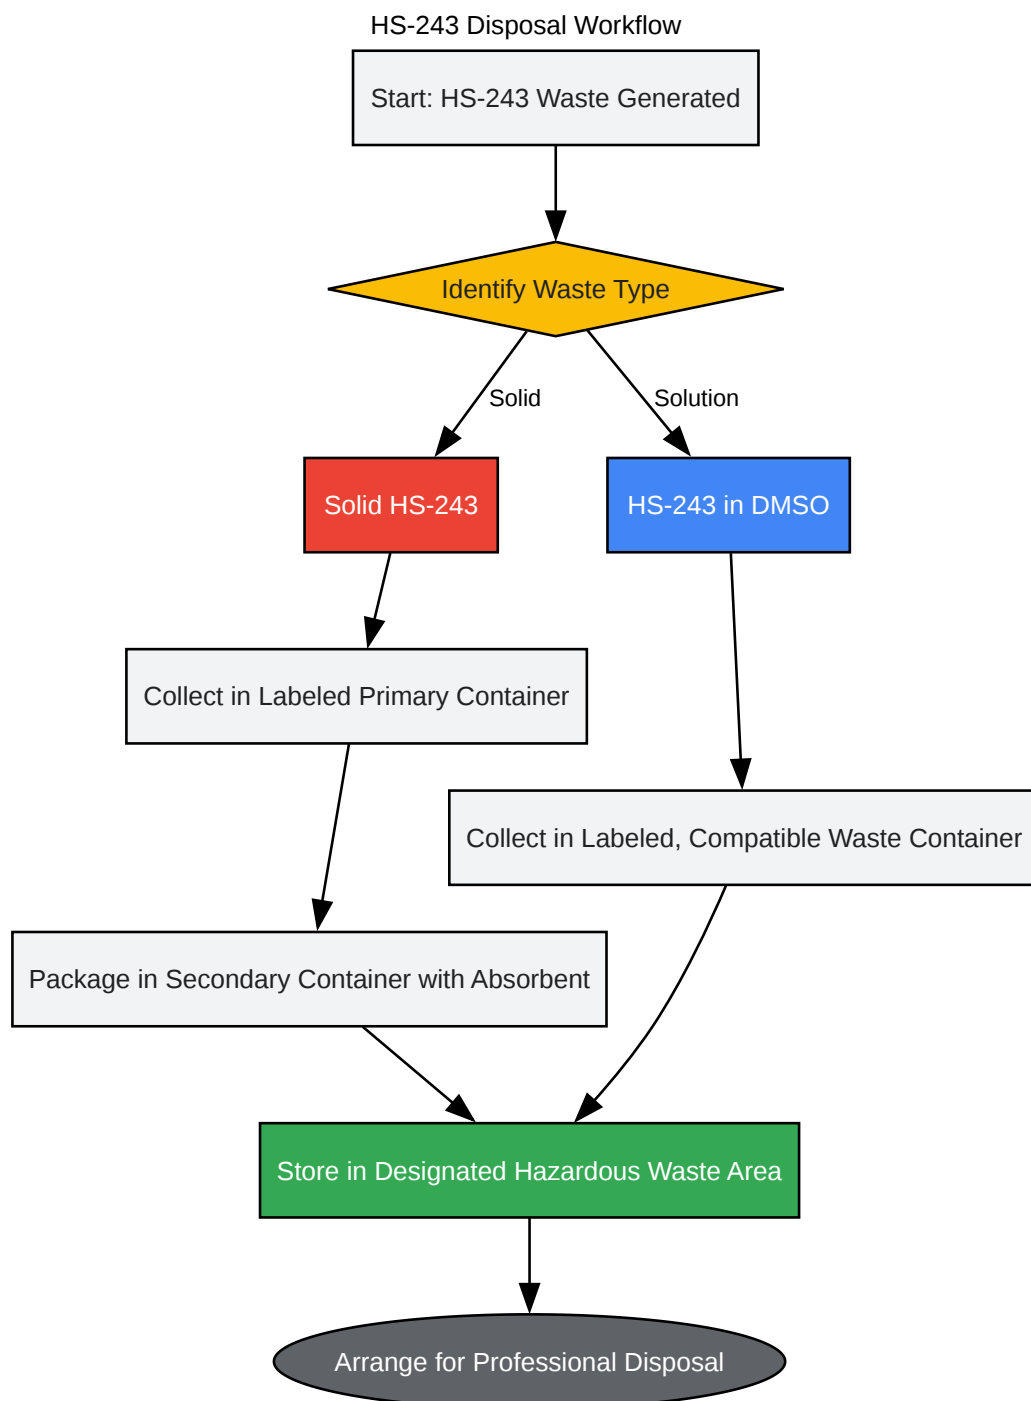 HS-243 Disposal Workflow
Start: HS-243 Waste Generated
Identify Waste Type
Solid
Solution
Solid HS-243
HS-243 in DMSO
Collect in Labeled Primary Container
Collect in Labeled, Compatible Waste Container
Package in Secondary Container with Absorbent
Store in Designated Hazardous Waste Area
Arrange for Professional Disposal